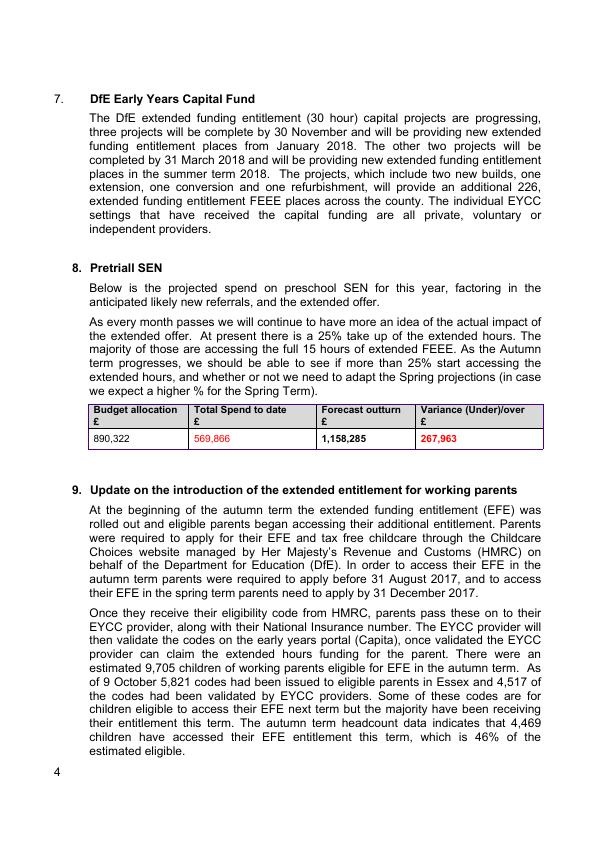 7. DfE Early Years Capital Fund
The DfE extended funding entitlement (30 hour) capital projects are progressing,
three projects will be complete by 30 November and will be providing new extended
funding entitlement places from January 2018. The other two projects will be
completed by 31 March 2018 and will be providing new extended funding entitlement
places in the summer term 2018. The projects, which include two new builds, one
extension, one conversion and one refurbishment, will provide an additional 226,
extended funding entitlement FEEE places across the county. The individual EYCC
settings that have received the capital funding are all private, voluntary or
independent providers.
8. Pretriall SEN
Below is the projected spend on preschool SEN for this year, factoring in the
anticipated likely new referrals, and the extended offer.
As every month passes we will continue to have more an idea of the actual impact
of the extended offer. At present there is a 25% take up of the extended hours. The
majority of those are accessing the full 15 hours of extended FEEE. As the Autumn
term progresses, we should be able to see if more than 25% start accessing the
extended hours, and whether or not we need to adapt the Spring projections (in case
we expect a higher % for the Spring Term).
Budget allocation Total Spend to date Forecast outturn Variance (Under)/over
£ £ £ £
890,322 569,866 1,158,285 267,963
9. Update on the introduction of the extended entitlement for working parents
At the beginning of the autumn term the extended funding entitlement (EFE) was
rolled out and eligible parents began accessing their additional entitlement. Parents
were required to apply for their EFE and tax free childcare through the Childcare
Choices website managed by Her Majesty's Revenue and Customs (HMRC) on
behalf of the Department for Education (DfE). In order to access their EFE in the
autumn term parents were required to apply before 31 August 2017, and to access
their EFE in the spring term parents need to apply by 31 December 2017.
Once they receive their eligibility code from HMRC, parents pass these on to their
EYCC provider, along with their National Insurance number. The EYCC provider will
then validate the codes on the early years portal (Capita), once validated the EYCC
provider can claim the extended hours funding for the parent. There were an
estimated 9,705 children of working parents eligible for EFE in the autumn term. As
of 9 October 5,821 codes had been issued to eligible parents in Essex and 4,517 of
the codes had been validated by EYCC providers. Some of these codes are for
children eligible to access their EFE next term but the majority have been receiving
their entitlement this term. The autumn term headcount data indicates that 4,469
children have accessed their EFE entitlement this term, which is 46% of the
estimated eligible.
4